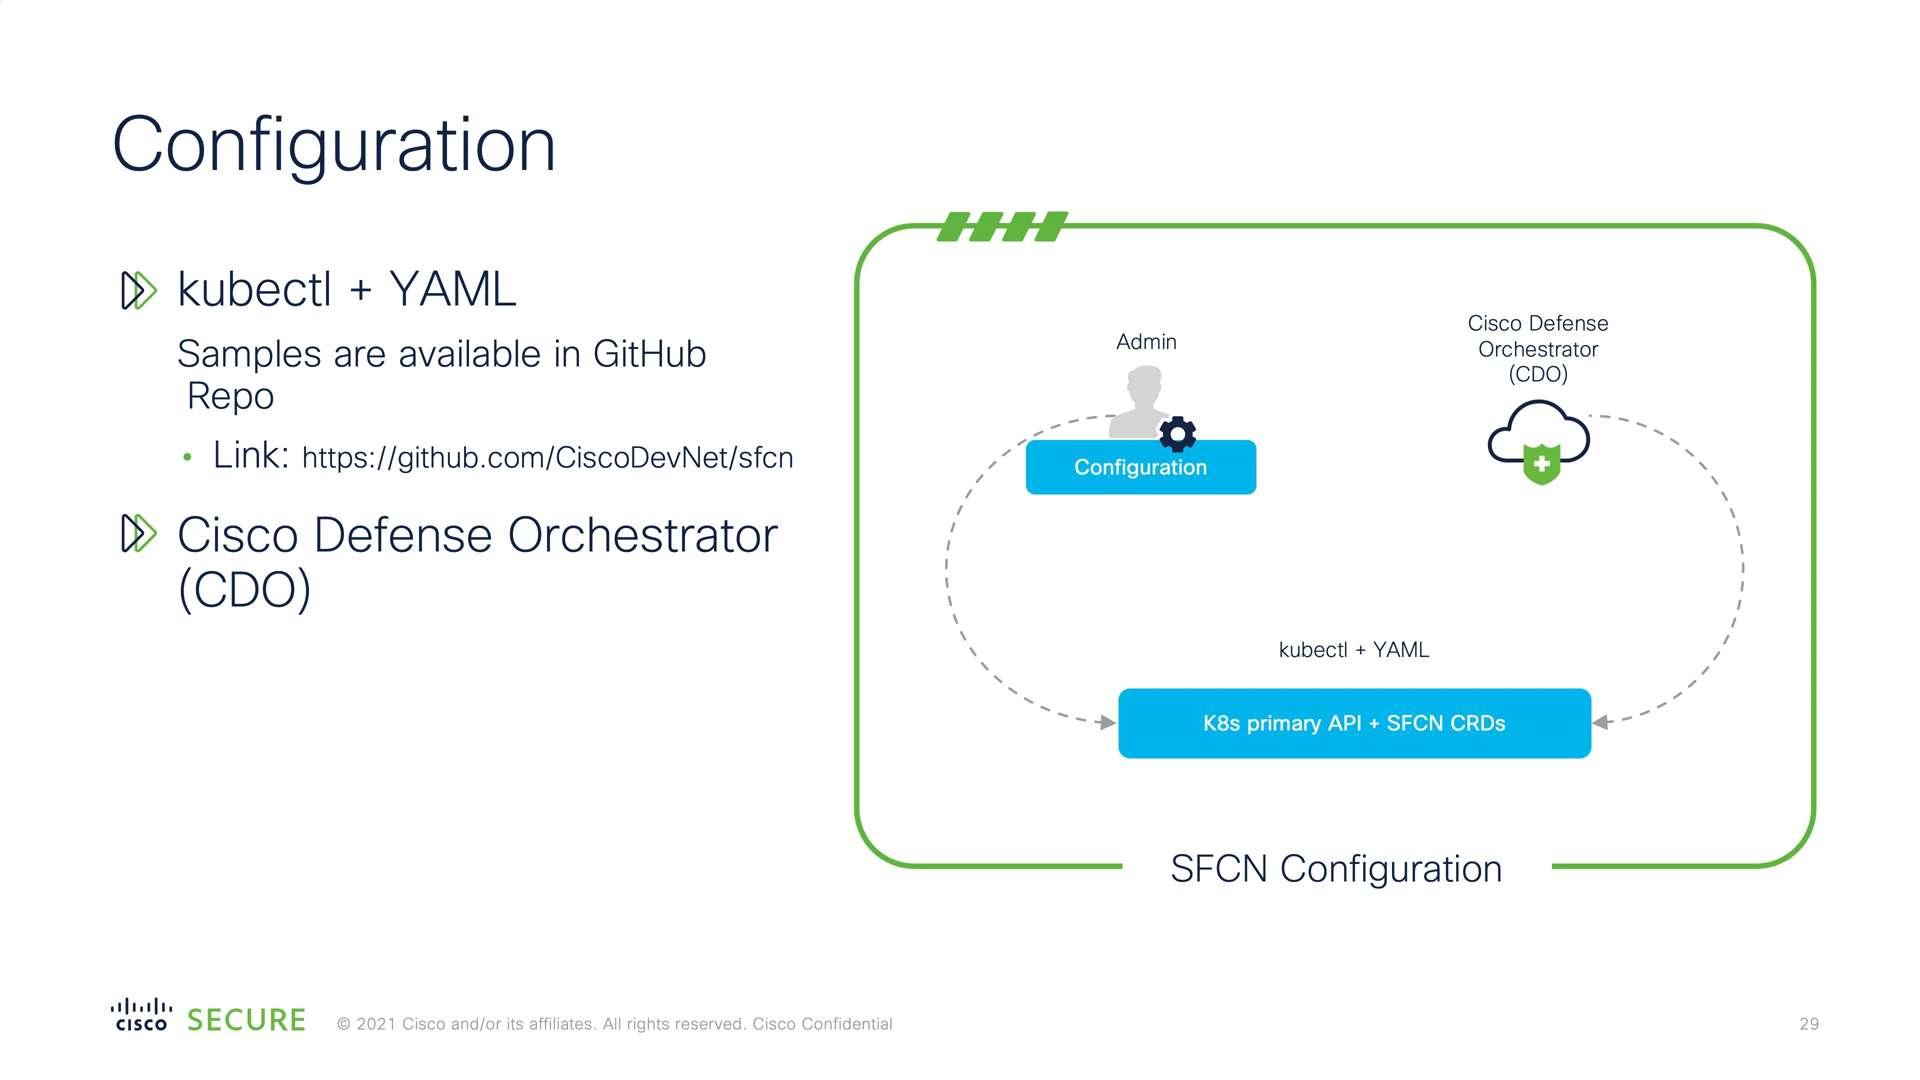 Configuration
kubectl + YAML
Samples are available in GitHub
Repo
• Link: https://github.com/CiscoDevNet/sfcn
Cisco Defense Orchestrator
(CDO)
Admin
Configuration
Cisco Defense
Orchestrator
(CDO)
kubectl + YAML
K8s primary API + SFCN CRDs
SFCN Configuration
CISCO SECURE © 2021 Cisco and/or its affiliates. All rights reserved. Cisco Confidential 29